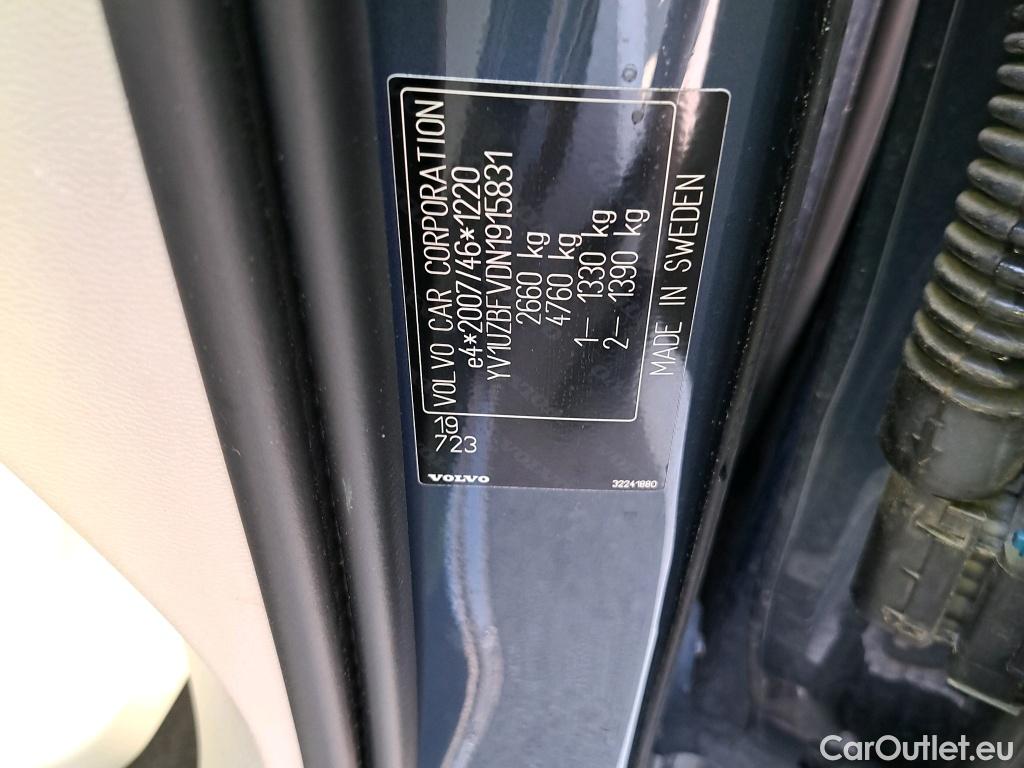 VOLVO CAR CORPORATION
e4*2007/46*1220
YV1UZBFVDN1915831
2660 kg
4760 kg
1– 1330 kg
2– 1390 kg
MADE IN SWEDEN
19
723
VOLVO
32241880
CarOutlet.eu